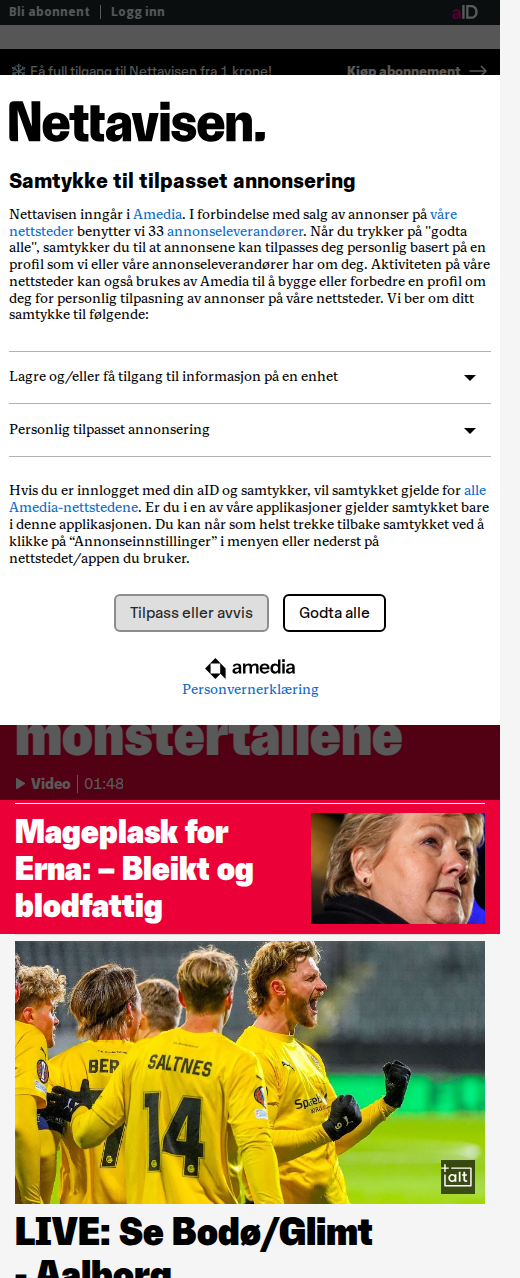 Bli abonnent | Logg inn
aID
Få full tilgang til Nettavisen fra 1 krone!
Kjøp abonnement
Nettavisen.
Samtykke til tilpasset annonsering
Nettavisen inngår i Amedia. I forbindelse med salg av annonser på våre
nettsteder benytter vi 33 annonseleverandører. Når du trykker på "godta
alle", samtykker du til at annonsene kan tilpasses deg personlig basert på en
profil som vi eller våre annonseleverandører har om deg. Aktiviteten på våre
nettsteder kan også brukes av Amedia til å bygge eller forbedre en profil om
deg for personlig tilpasning av annonser på våre nettsteder. Vi ber om ditt
samtykke til følgende:
Lagre og/eller få tilgang til informasjon på en enhet
Personlig tilpasset annonsering
Hvis du er innlogget med din aID og samtykker, vil samtykket gjelde for alle
Amedia-nettstedene. Er du i en av våre applikasjoner gjelder samtykket bare
i denne applikasjonen. Du kan når som helst trekke tilbake samtykket ved å
klikke på “Annonseinnstillinger” i menyen eller nederst på
nettstedet/appen du bruker.
Tilpass eller avvis
Godta alle
amedia
Personvernerklæring
monstertallene
Video | 01:48
Mageplask for
Erna: – Bleikt og
blodfattig
BER
SALTNES
14
+alt
LIVE: Se Bodø/Glimt
- Aalborg